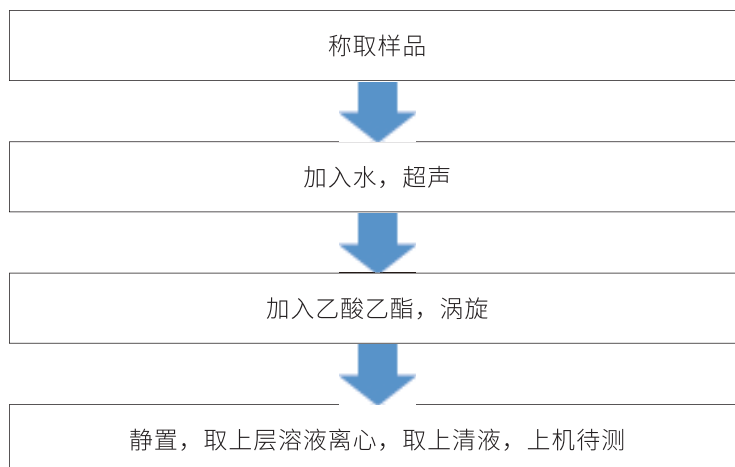 称取样品
加入水，超声
加入乙酸乙酯，涡旋
静置，取上层溶液离心，取上清液，上机待测